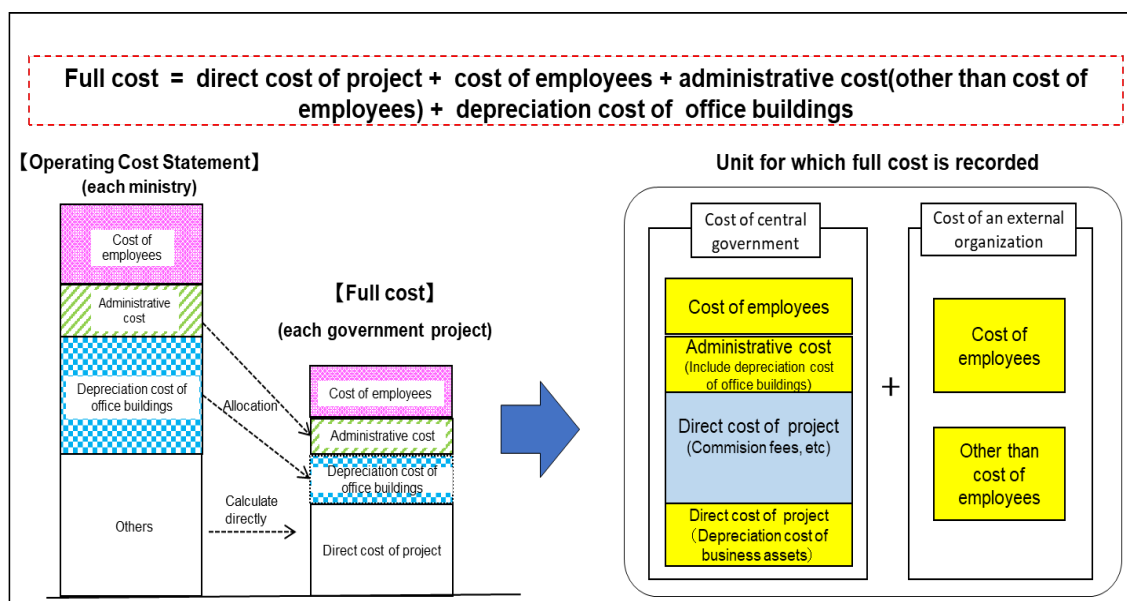 Full cost = direct cost of project + cost of employees + administrative cost(other than cost of
employees) + depreciation cost of office buildings
【Operating Cost Statement】
(each ministry)
Cost of
employees
Administrative
cost
Depreciation cost of
office buildings
Others
Allocation
Calculate
directly
【Full cost】
(each government project)
Cost of employees
Administrative cost
Depreciation cost of
office buildings
Direct cost of project
Unit for which full cost is recorded
Cost of central
government
Cost of employees
Administrative cost
(Include depreciation cost
of office buildings)
Direct cost of project
(Commision fees, etc)
Direct cost of project
(Depreciation cost of
business assets)
+
Cost of an external
organization
Cost of
employees
Other than
cost of
employees